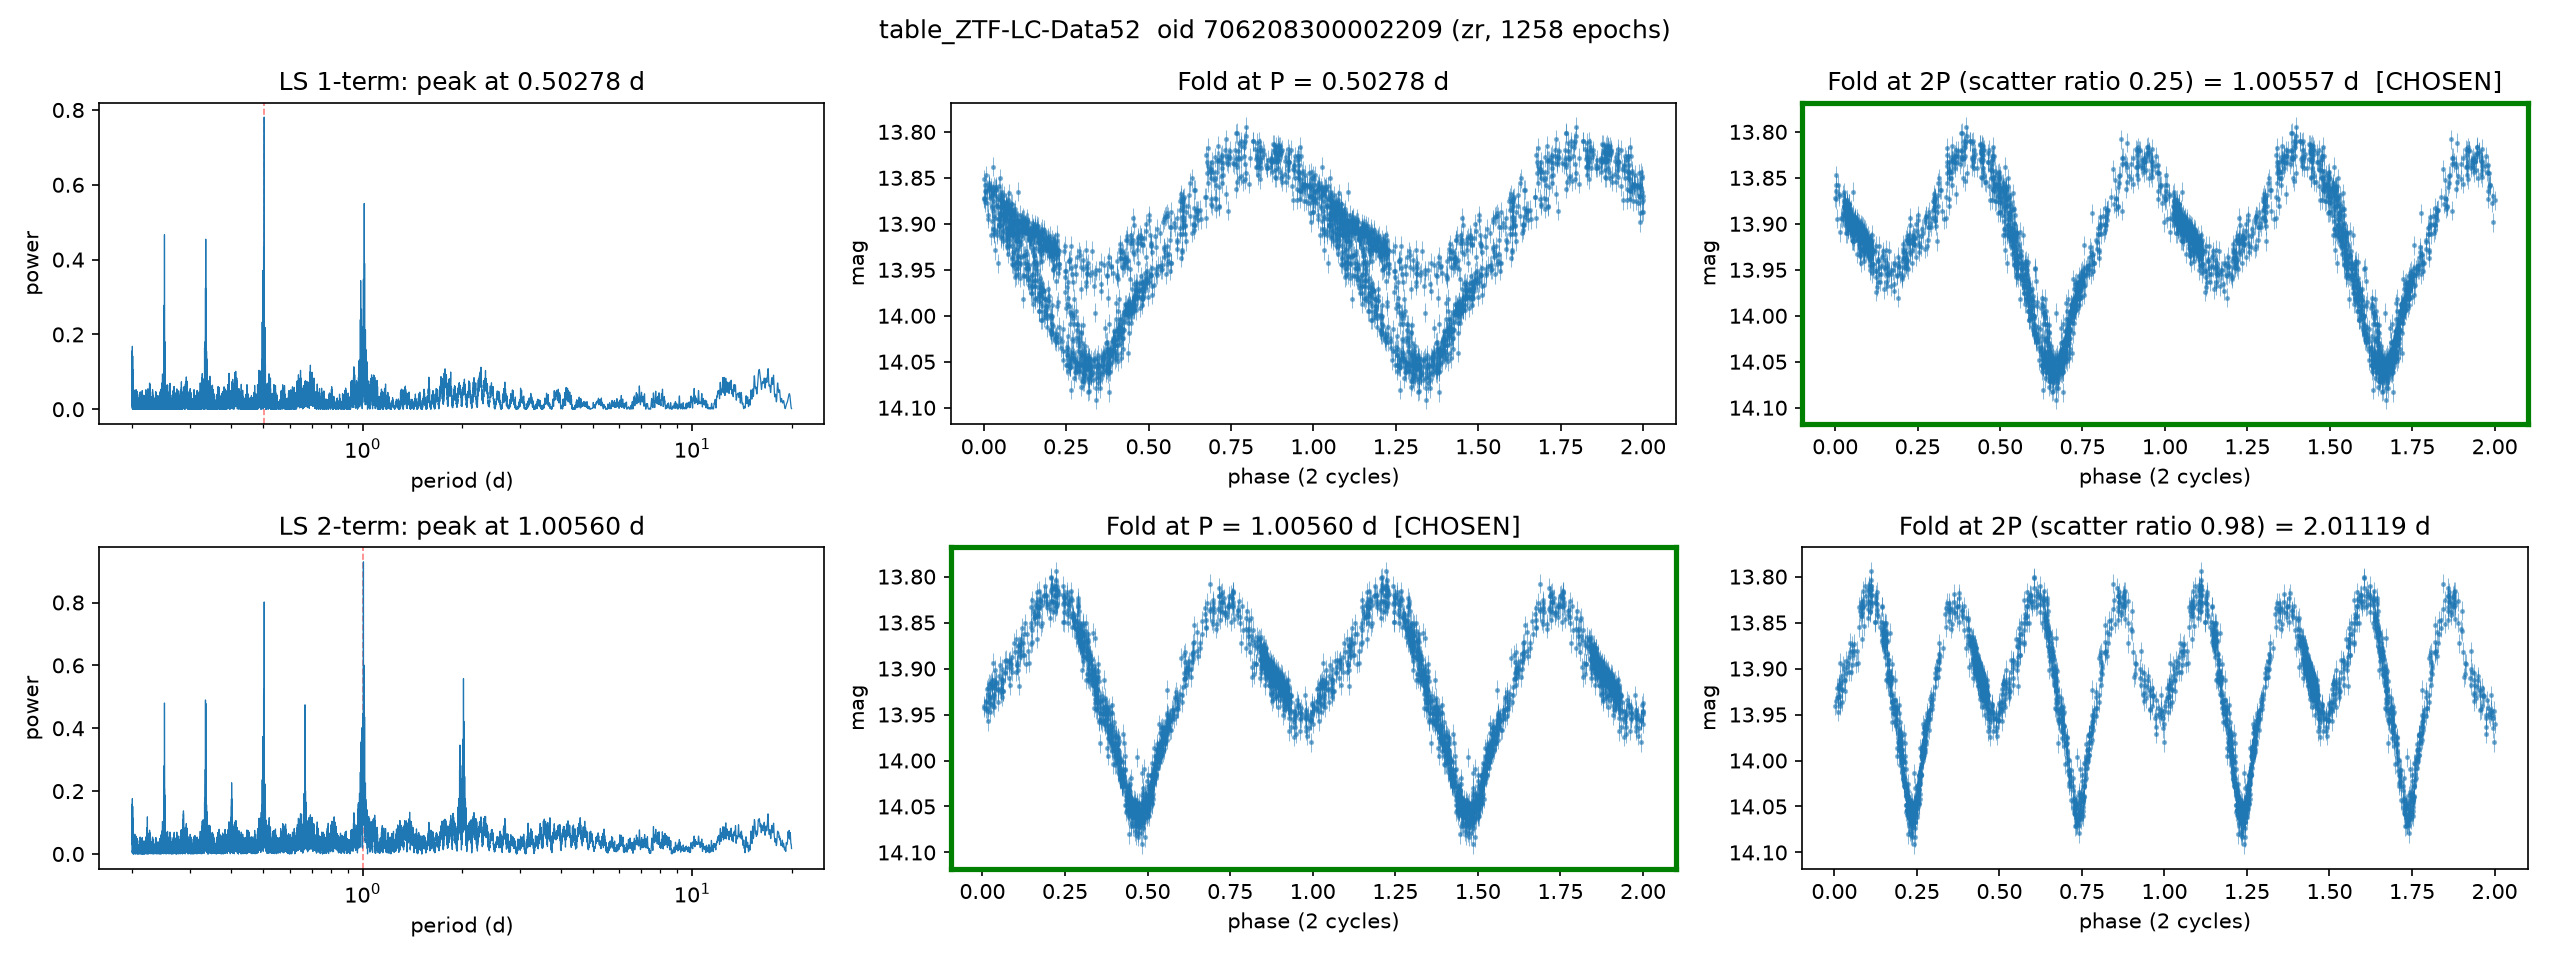 table_ZTF-LC-Data52  oid 706208300002209 (zr, 1258 epochs)
LS 1-term: peak at 0.50278 d
power
0.8
0.6
0.4
0.2
0.0
10⁰
10¹
period (d)
Fold at P = 0.50278 d
mag
13.80
13.85
13.90
13.95
14.00
14.05
14.10
0.00 0.25 0.50 0.75 1.00 1.25 1.50 1.75 2.00
phase (2 cycles)
Fold at 2P (scatter ratio 0.25) = 1.00557 d  [CHOSEN]
mag
13.80
13.85
13.90
13.95
14.00
14.05
14.10
0.00 0.25 0.50 0.75 1.00 1.25 1.50 1.75 2.00
phase (2 cycles)
LS 2-term: peak at 1.00560 d
power
0.8
0.6
0.4
0.2
0.0
10⁰
10¹
period (d)
Fold at P = 1.00560 d  [CHOSEN]
mag
13.80
13.85
13.90
13.95
14.00
14.05
14.10
0.00 0.25 0.50 0.75 1.00 1.25 1.50 1.75 2.00
phase (2 cycles)
Fold at 2P (scatter ratio 0.98) = 2.01119 d
mag
13.80
13.85
13.90
13.95
14.00
14.05
14.10
0.00 0.25 0.50 0.75 1.00 1.25 1.50 1.75 2.00
phase (2 cycles)